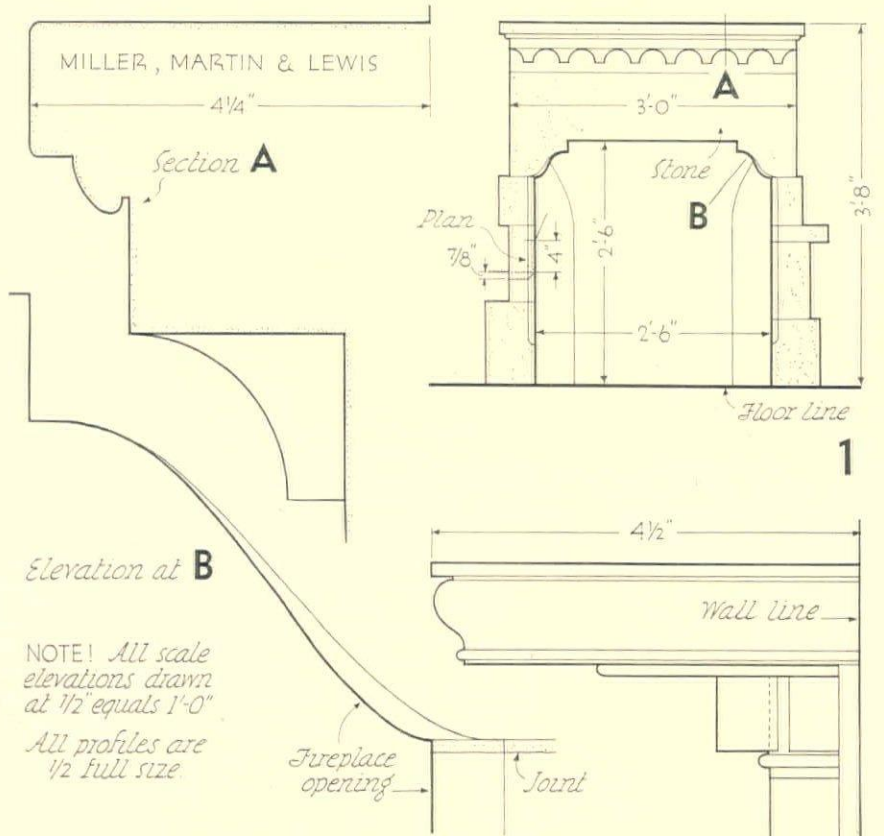 MILLER, MARTIN & LEWIS
4¼"
Section A
A
3'-0"
Stone
B
Plan
7/8"
4"
2'-6"
3'-8"
2'-6"
Floor line
1
4½"
Wall line
Elevation at B
NOTE! All scale
elevations drawn
at ½" equals 1'-0"
All profiles are
½ full size.
Fireplace
opening
Joint